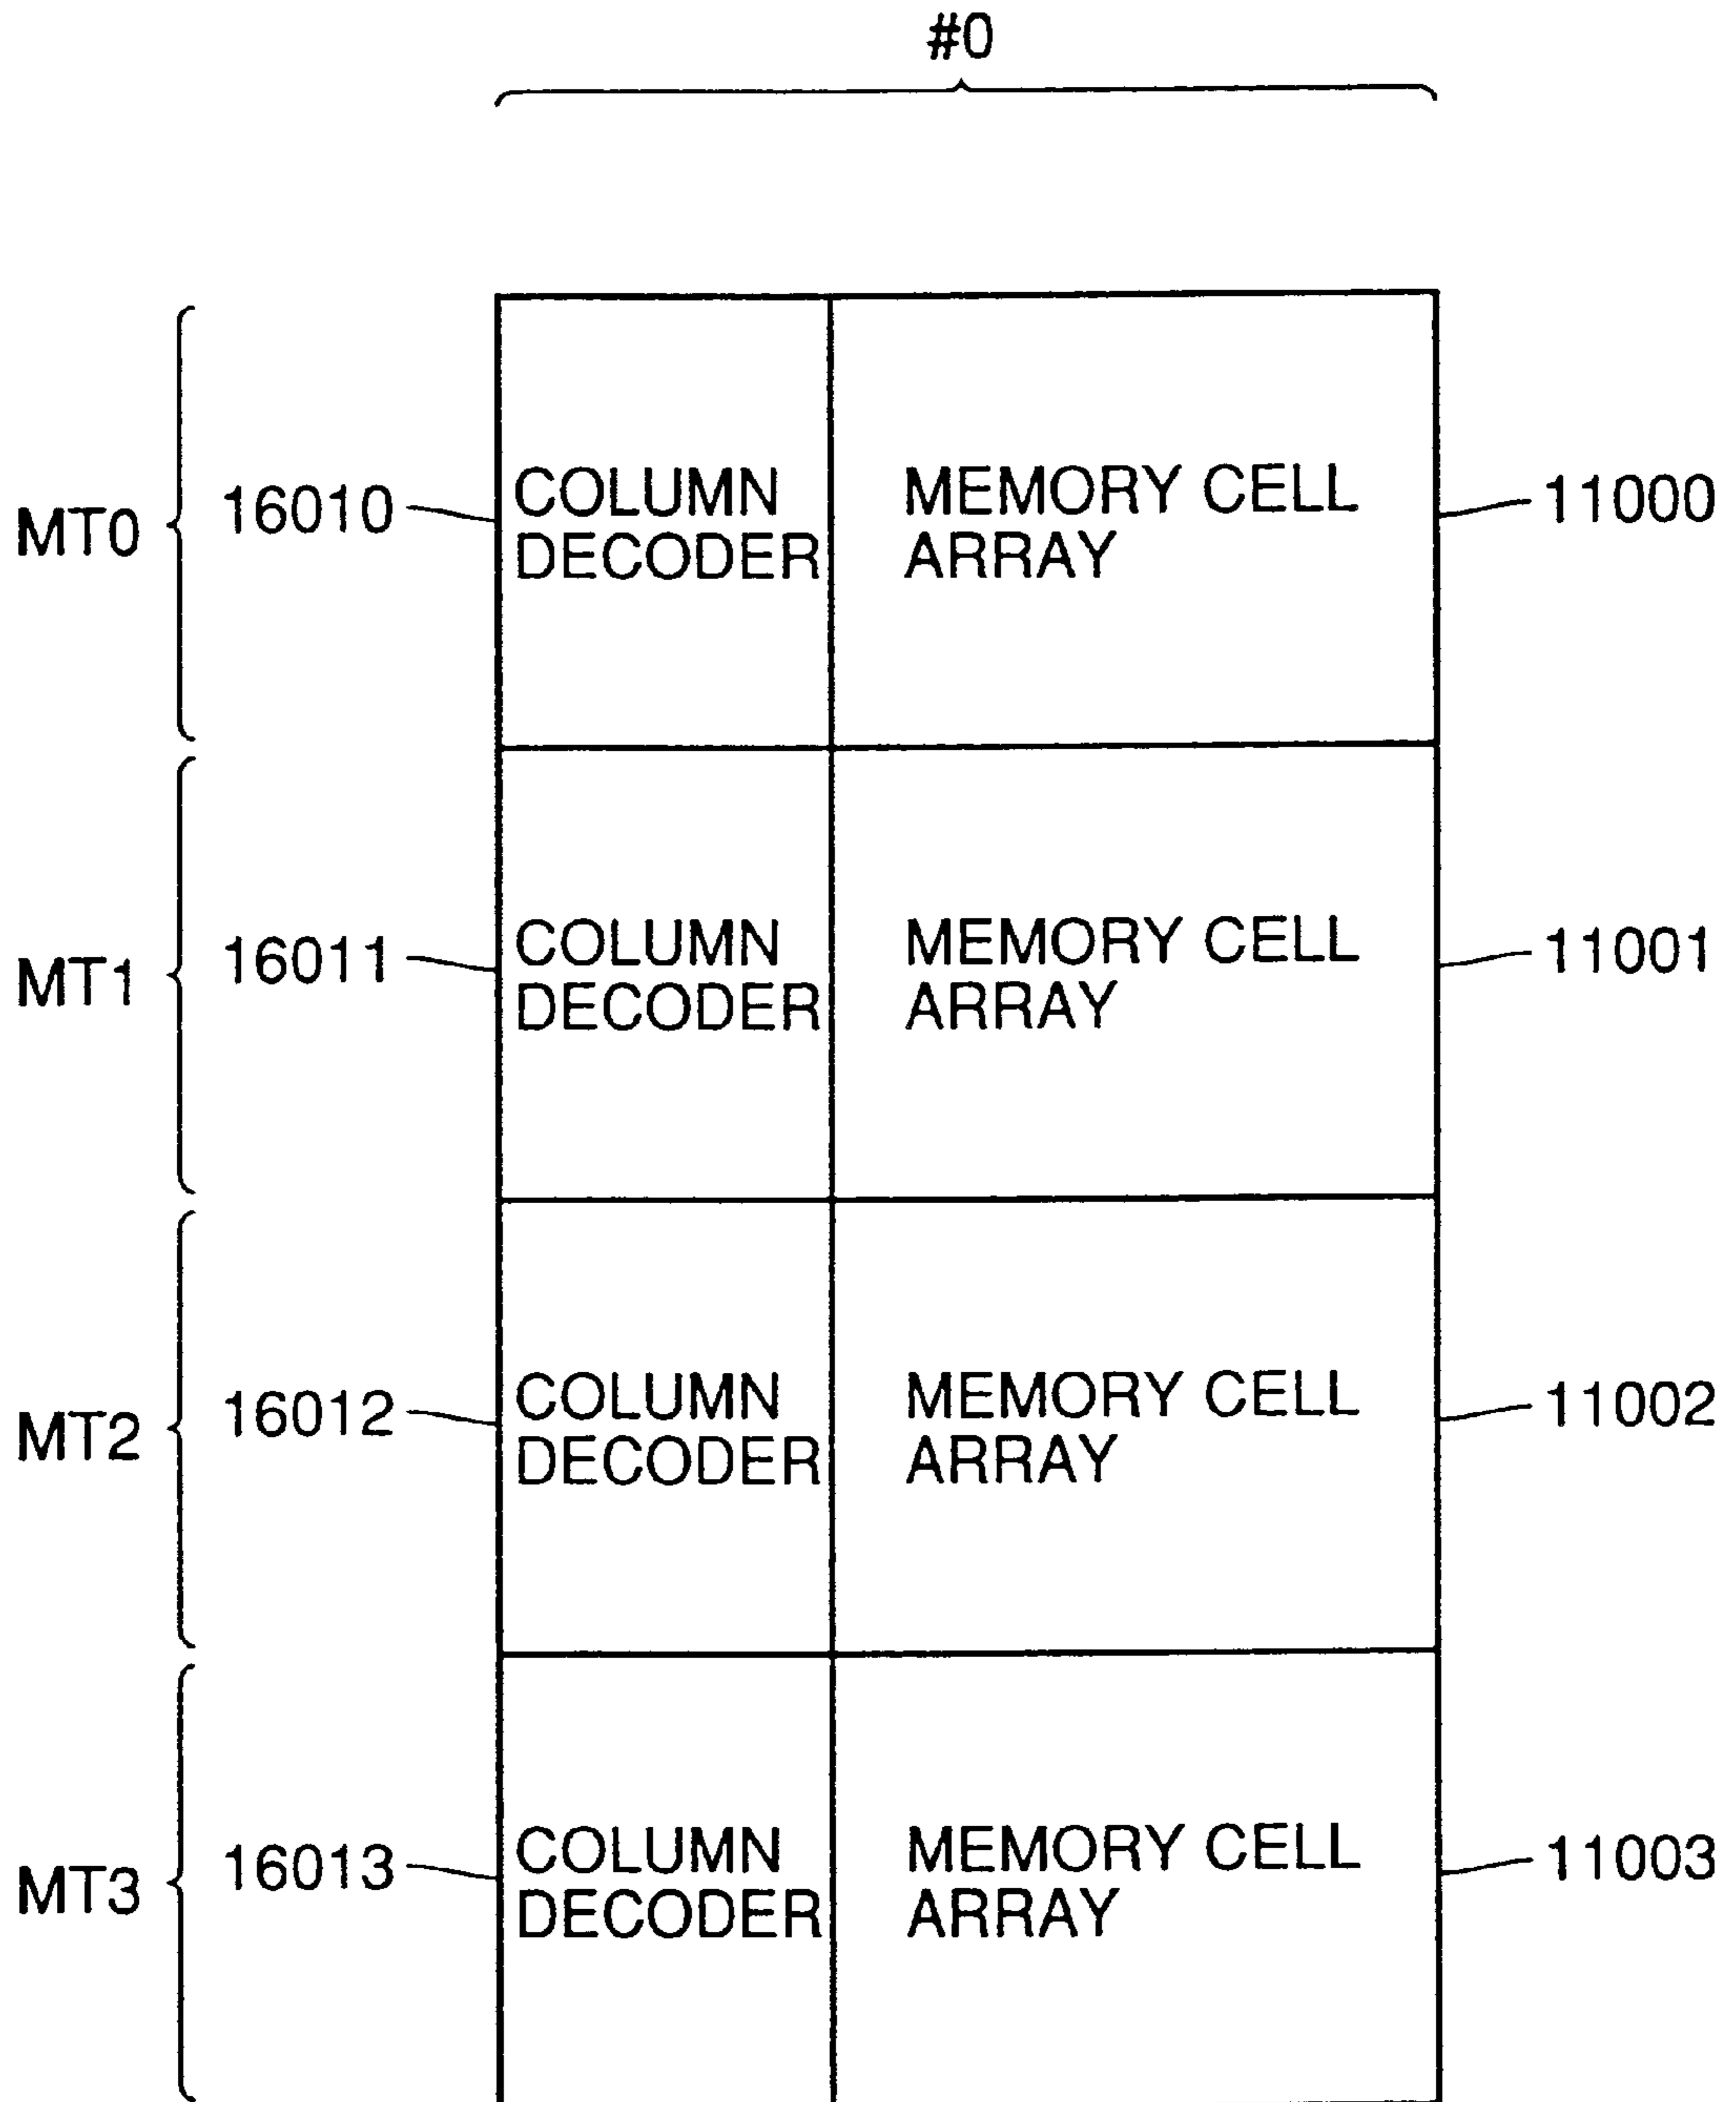 #0
MT0
16010
COLUMN
DECODER
MEMORY CELL
ARRAY
11000
MT1
16011
COLUMN
DECODER
MEMORY CELL
ARRAY
11001
MT2
16012
COLUMN
DECODER
MEMORY CELL
ARRAY
11002
MT3
16013
COLUMN
DECODER
MEMORY CELL
ARRAY
11003